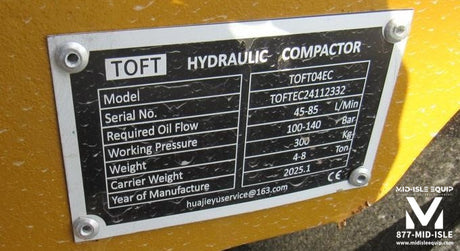 TOFT HYDRAULIC COMPACTOR
Model TOFT04EC
Serial No. TOFTEC24112332
Required Oil Flow 45-85 L/Min
Working Pressure 100-140 Bar
Weight 300 Kg
Carrier Weight 4-8 Ton
Year of Manufacture 2025.1
huajieyuservice@163.com CE
MID-ISLE EQUIP
M
877-MID-ISLE
www.midisleequip.com